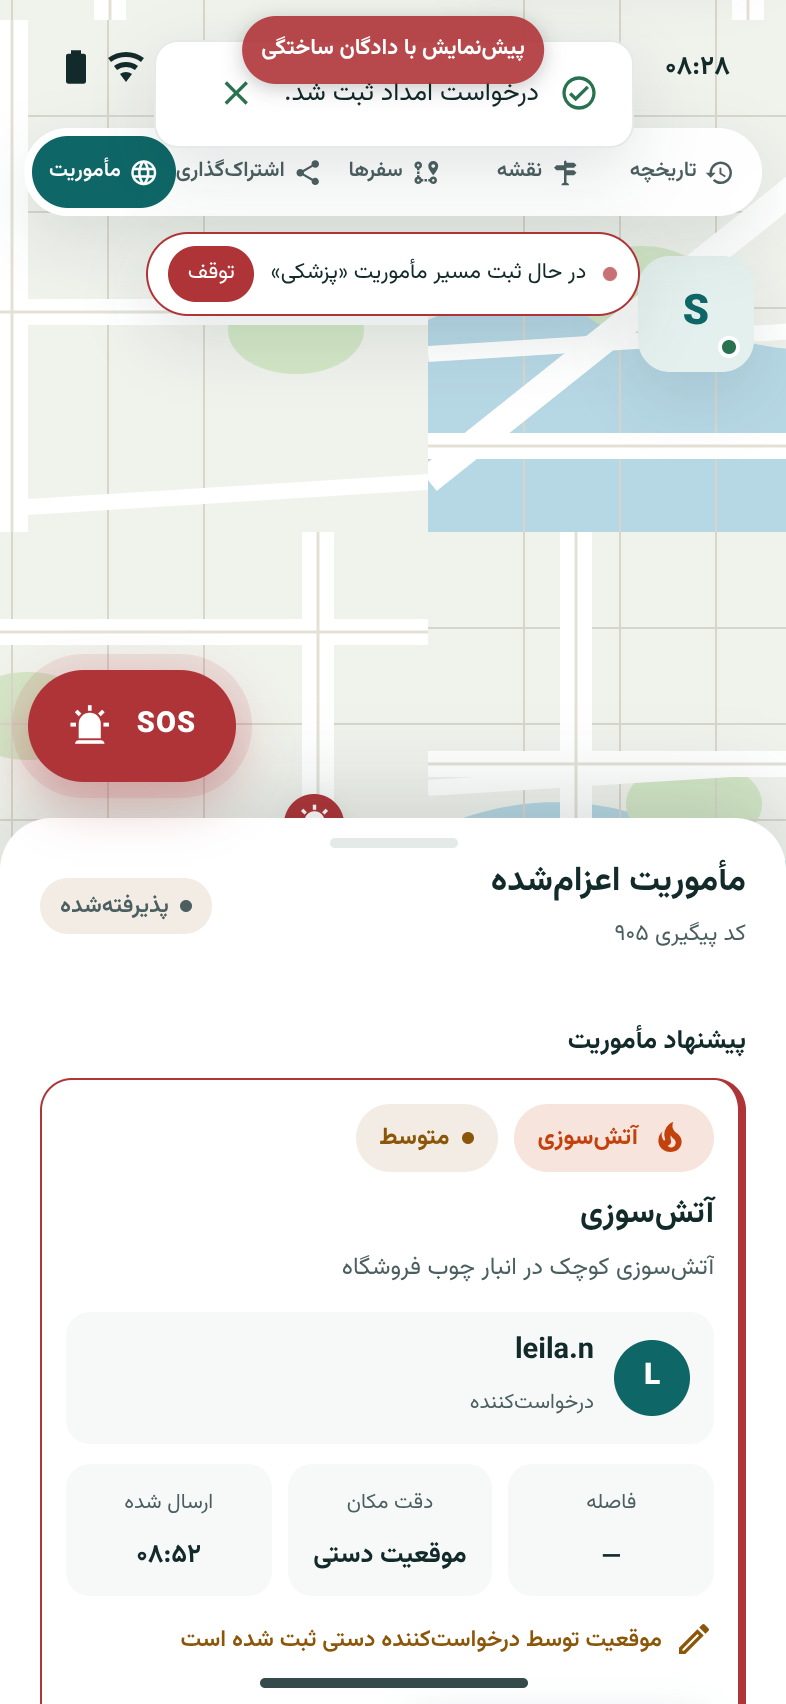 ۰۸:۲۸
پیش‌نمایش با دادگان ساختگی
درخواست امداد ثبت شد.
تاریخچه
نقشه
سفرها
اشتراک‌گذاری
مأموریت
در حال ثبت مسیر مأموریت «پزشکی»
توقف
S
SOS
مأموریت اعزام‌شده
پذیرفته‌شده
کد پیگیری ۹۰۵
پیشنهاد مأموریت
آتش‌سوزی
متوسط
آتش‌سوزی
آتش‌سوزی کوچک در انبار چوب فروشگاه
L
leila.n
درخواست‌کننده
فاصله
—
دقت مکان
موقعیت دستی
ارسال شده
۰۸:۵۲
موقعیت توسط درخواست‌کننده دستی ثبت شده است